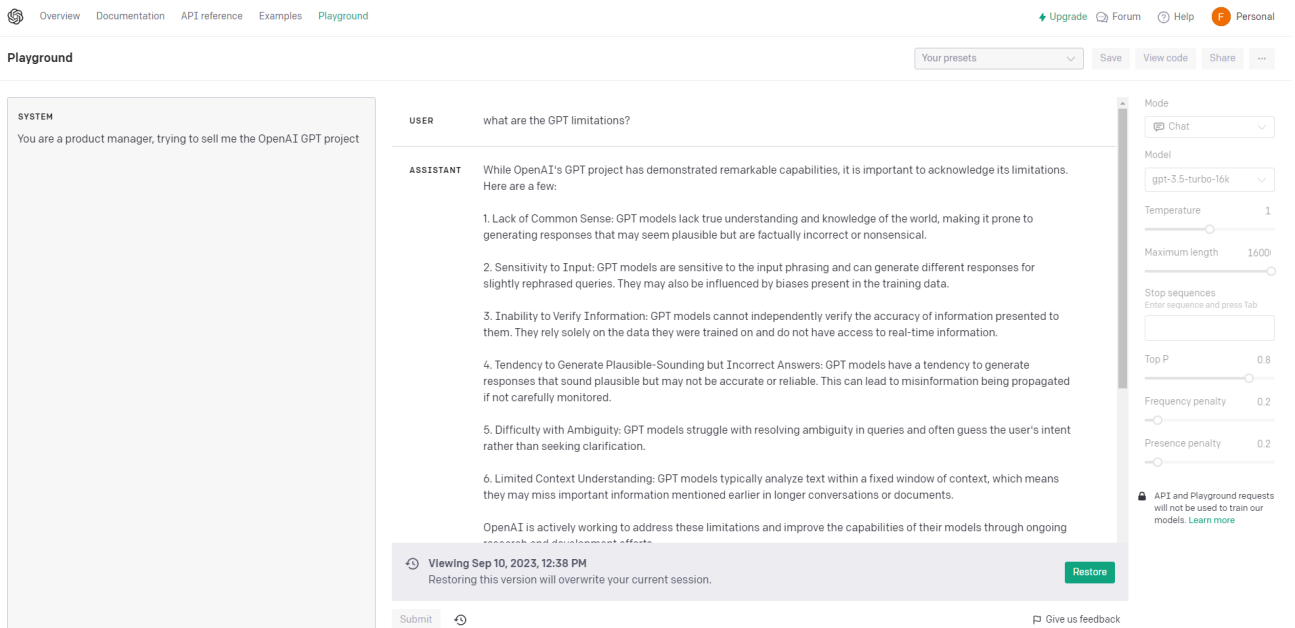 Overview Documentation API reference Examples Playground
Upgrade Forum Help F Personal
Playground
Your presets Save View code Share ...
SYSTEM
You are a product manager, trying to sell me the OpenAI GPT project
USER what are the GPT limitations?
ASSISTANT While OpenAI's GPT project has demonstrated remarkable capabilities, it is important to acknowledge its limitations.
Here are a few:
1. Lack of Common Sense: GPT models lack true understanding and knowledge of the world, making it prone to
generating responses that may seem plausible but are factually incorrect or nonsensical.
2. Sensitivity to Input: GPT models are sensitive to the input phrasing and can generate different responses for
slightly rephrased queries. They may also be influenced by biases present in the training data.
3. Inability to Verify Information: GPT models cannot independently verify the accuracy of information presented to
them. They rely solely on the data they were trained on and do not have access to real-time information.
4. Tendency to Generate Plausible-Sounding but Incorrect Answers: GPT models have a tendency to generate
responses that sound plausible but may not be accurate or reliable. This can lead to misinformation being propagated
if not carefully monitored.
5. Difficulty with Ambiguity: GPT models struggle with resolving ambiguity in queries and often guess the user's intent
rather than seeking clarification.
6. Limited Context Understanding: GPT models typically analyze text within a fixed window of context, which means
they may miss important information mentioned earlier in longer conversations or documents.
OpenAI is actively working to address these limitations and improve the capabilities of their models through ongoing
research and development efforts.
Viewing Sep 10, 2023, 12:38 PM
Restoring this version will overwrite your current session.
Restore
Submit
Give us feedback
Mode
Chat
Model
gpt-3.5-turbo-16k
Temperature 1
Maximum length 1600
Stop sequences
Enter sequence and press Tab
Top P 0.8
Frequency penalty 0.2
Presence penalty 0.2
API and Playground requests
will not be used to train our
models. Learn more